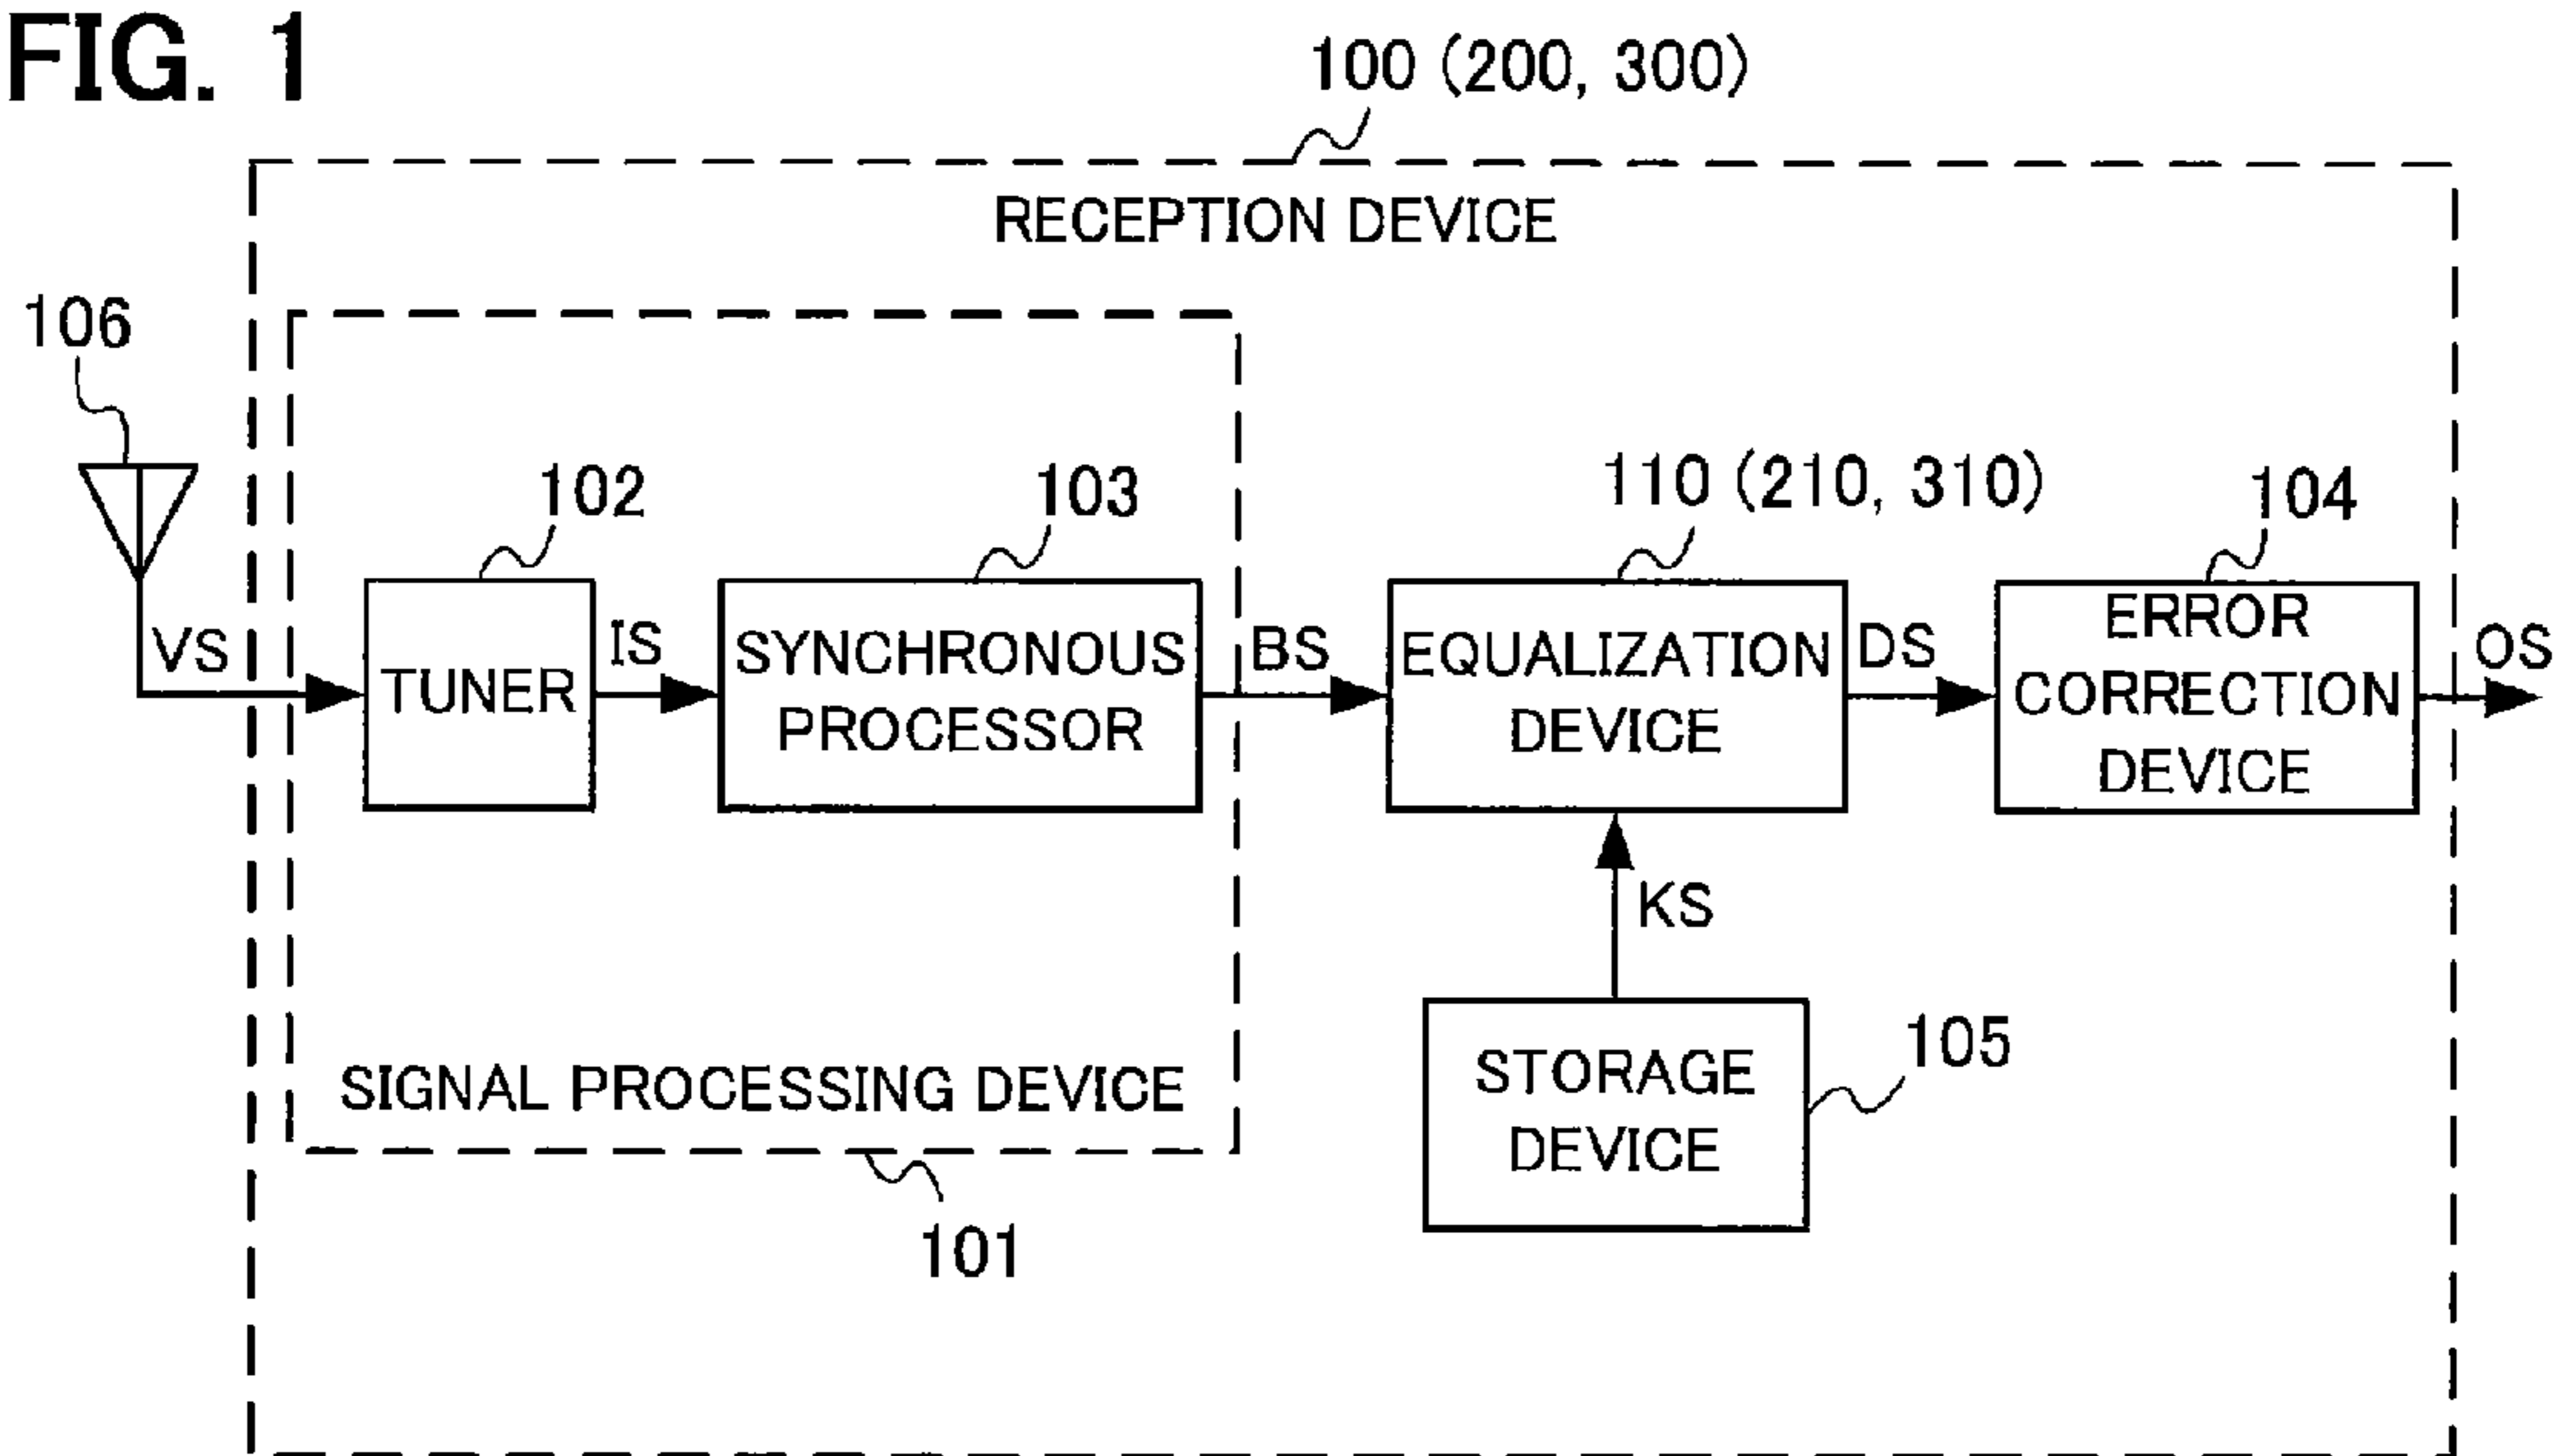 FIG. 1
100 (200, 300)
RECEPTION DEVICE
106
102
103
110 (210, 310)
104
VS
TUNER
IS
SYNCHRONOUS
PROCESSOR
BS
EQUALIZATION
DEVICE
DS
ERROR
CORRECTION
DEVICE
OS
KS
STORAGE
DEVICE
105
SIGNAL PROCESSING DEVICE
101